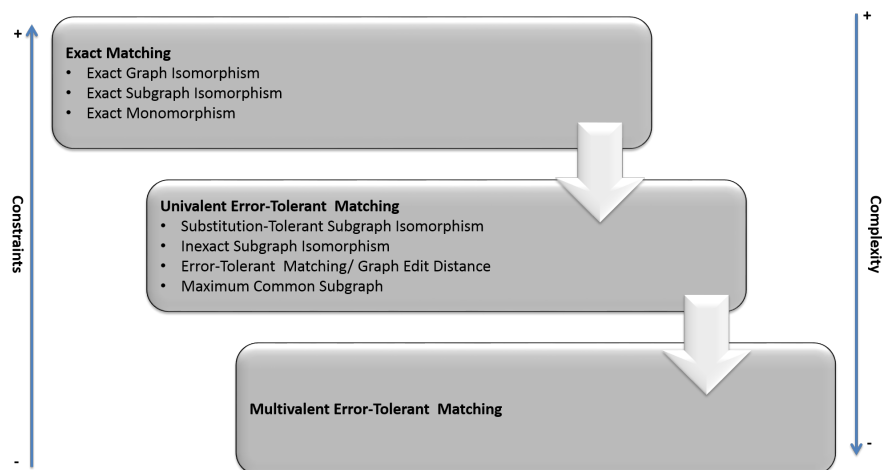 +
+
Exact Matching
• Exact Graph Isomorphism
• Exact Subgraph Isomorphism
• Exact Monomorphism
Univalent Error-Tolerant Matching
• Substitution-Tolerant Subgraph Isomorphism
• Inexact Subgraph Isomorphism
• Error-Tolerant Matching/ Graph Edit Distance
• Maximum Common Subgraph
Constraints
Complexity
Multivalent Error-Tolerant Matching
-
-